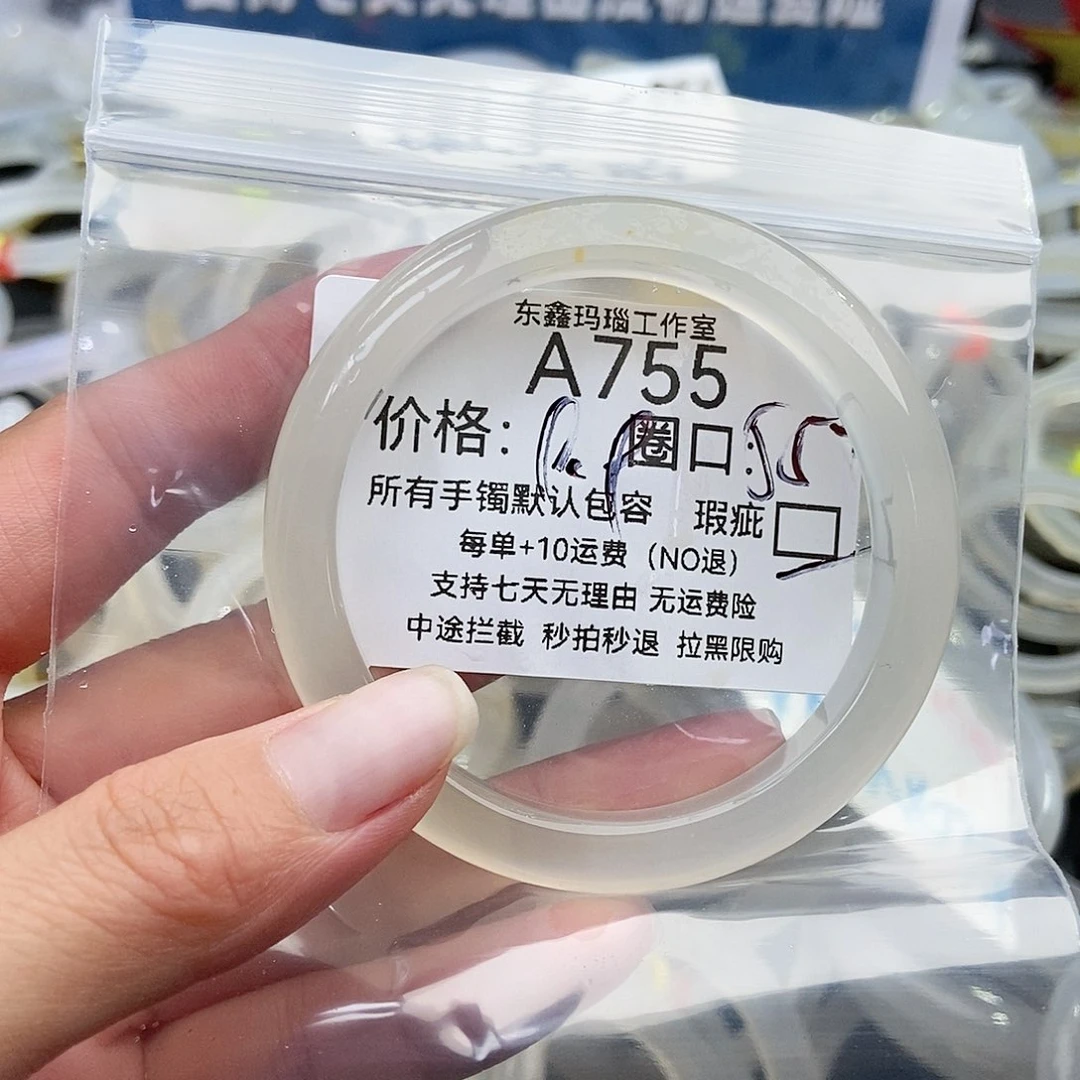 东鑫玛瑙工作室
A755
价格： 圈口：
所有手镯默认包容 瑕疵
每单+10运费（NO退）
支持七天无理由 无运费险
中途拦截 秒拍秒退 拉黑限购